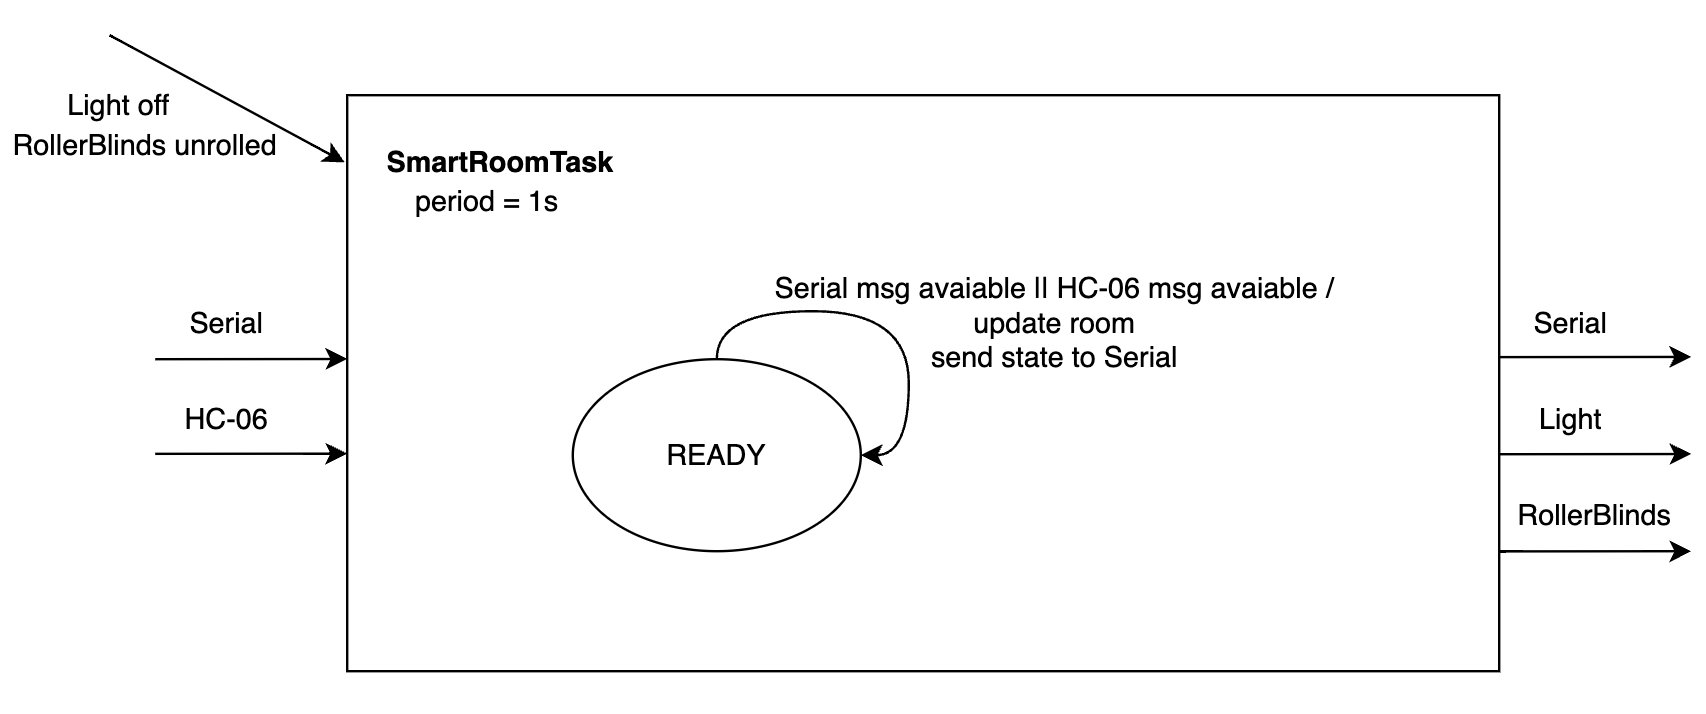 Light off
RollerBlinds unrolled
SmartRoomTask
period = 1s
Serial msg avaiable || HC-06 msg avaiable /
update room
send state to Serial
Serial
HC-06
READY
Serial
Light
RollerBlinds